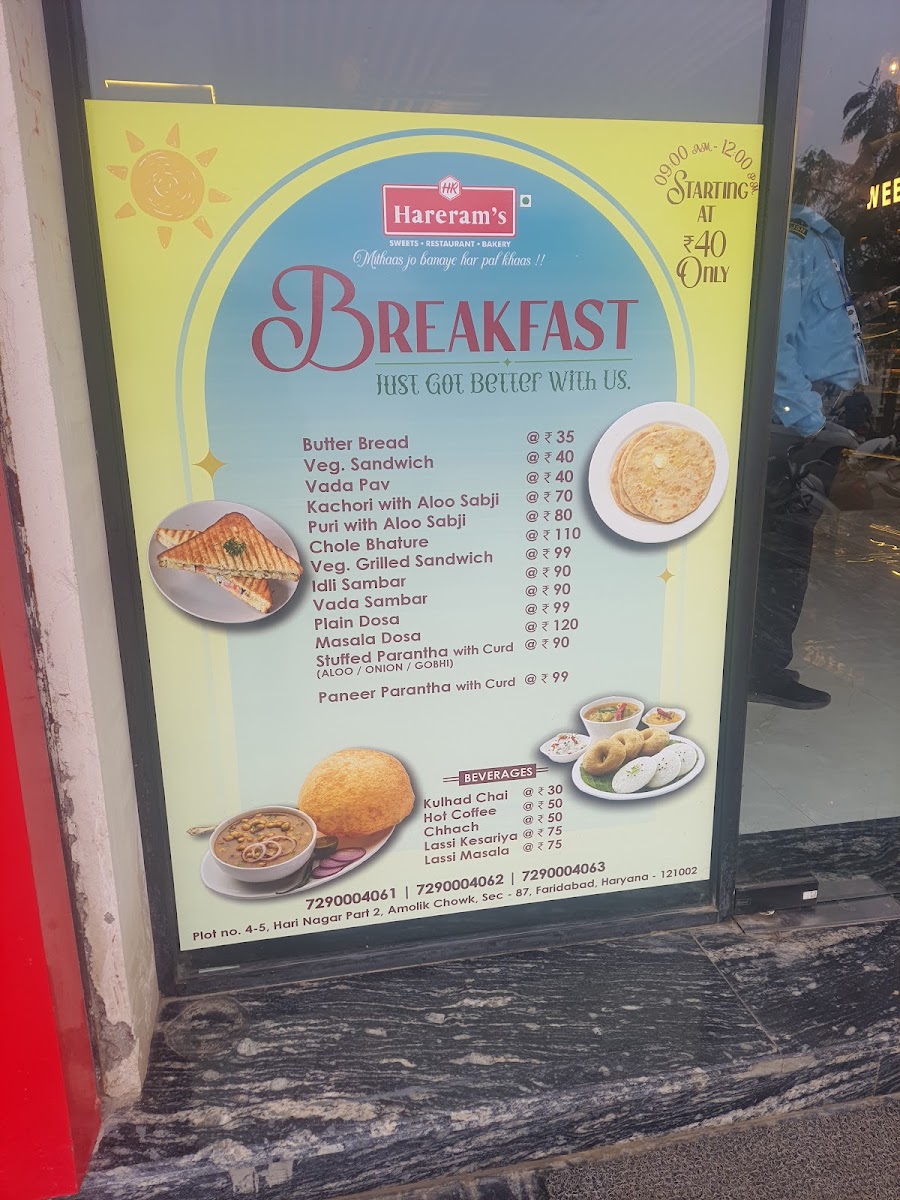 09:00 AM - 12:00 PM
STARTING
AT
₹40
ONLY
HR
Hareram's
SWEETS • RESTAURANT • BAKERY
Mithaas jo banaye har pal khaas !!
BREAKFAST
JUST GOT BETTER WITH US.
Butter Bread @ ₹ 35
Veg. Sandwich @ ₹ 40
Vada Pav @ ₹ 40
Kachori with Aloo Sabji @ ₹ 70
Puri with Aloo Sabji @ ₹ 80
Chole Bhature @ ₹ 110
Veg. Grilled Sandwich @ ₹ 99
Idli Sambar @ ₹ 90
Vada Sambar @ ₹ 90
Plain Dosa @ ₹ 99
Masala Dosa @ ₹ 120
Stuffed Parantha with Curd @ ₹ 90
(ALOO / ONION / GOBHI)
Paneer Parantha with Curd @ ₹ 99
BEVERAGES
Kulhad Chai @ ₹ 30
Hot Coffee @ ₹ 50
Chhach @ ₹ 50
Lassi Kesariya @ ₹ 75
Lassi Masala @ ₹ 75
7290004061 | 7290004062 | 7290004063
Plot no. 4-5, Hari Nagar Part 2, Amolik Chowk, Sec - 87, Faridabad, Haryana - 121002